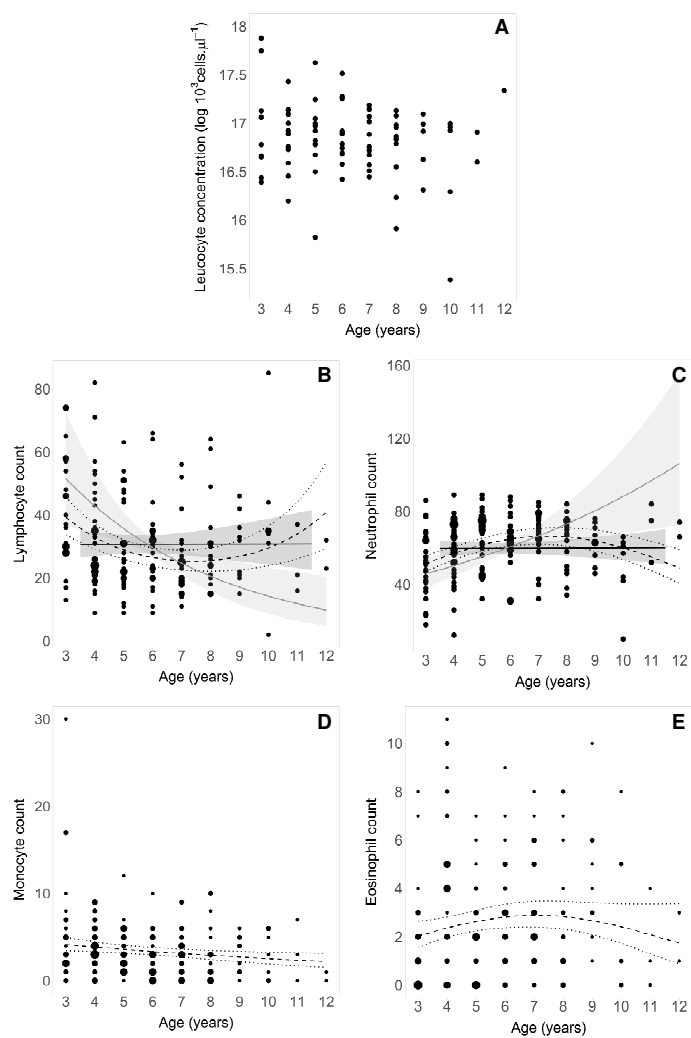 A
Leucocyte concentration (log 10³cells.µl⁻¹)
18
17.5
17
16.5
16
15.5
3 4 5 6 7 8 9 10 11 12
Age (years)
B
Lymphocyte count
80
60
40
20
0
3 4 5 6 7 8 9 10 11 12
Age (years)
C
Neutrophil count
160
120
80
40
3 4 5 6 7 8 9 10 11 12
Age (years)
D
Monocyte count
30
20
10
0
3 4 5 6 7 8 9 10 11 12
Age (years)
E
Eosinophil count
10
8
6
4
2
0
3 4 5 6 7 8 9 10 11 12
Age (years)